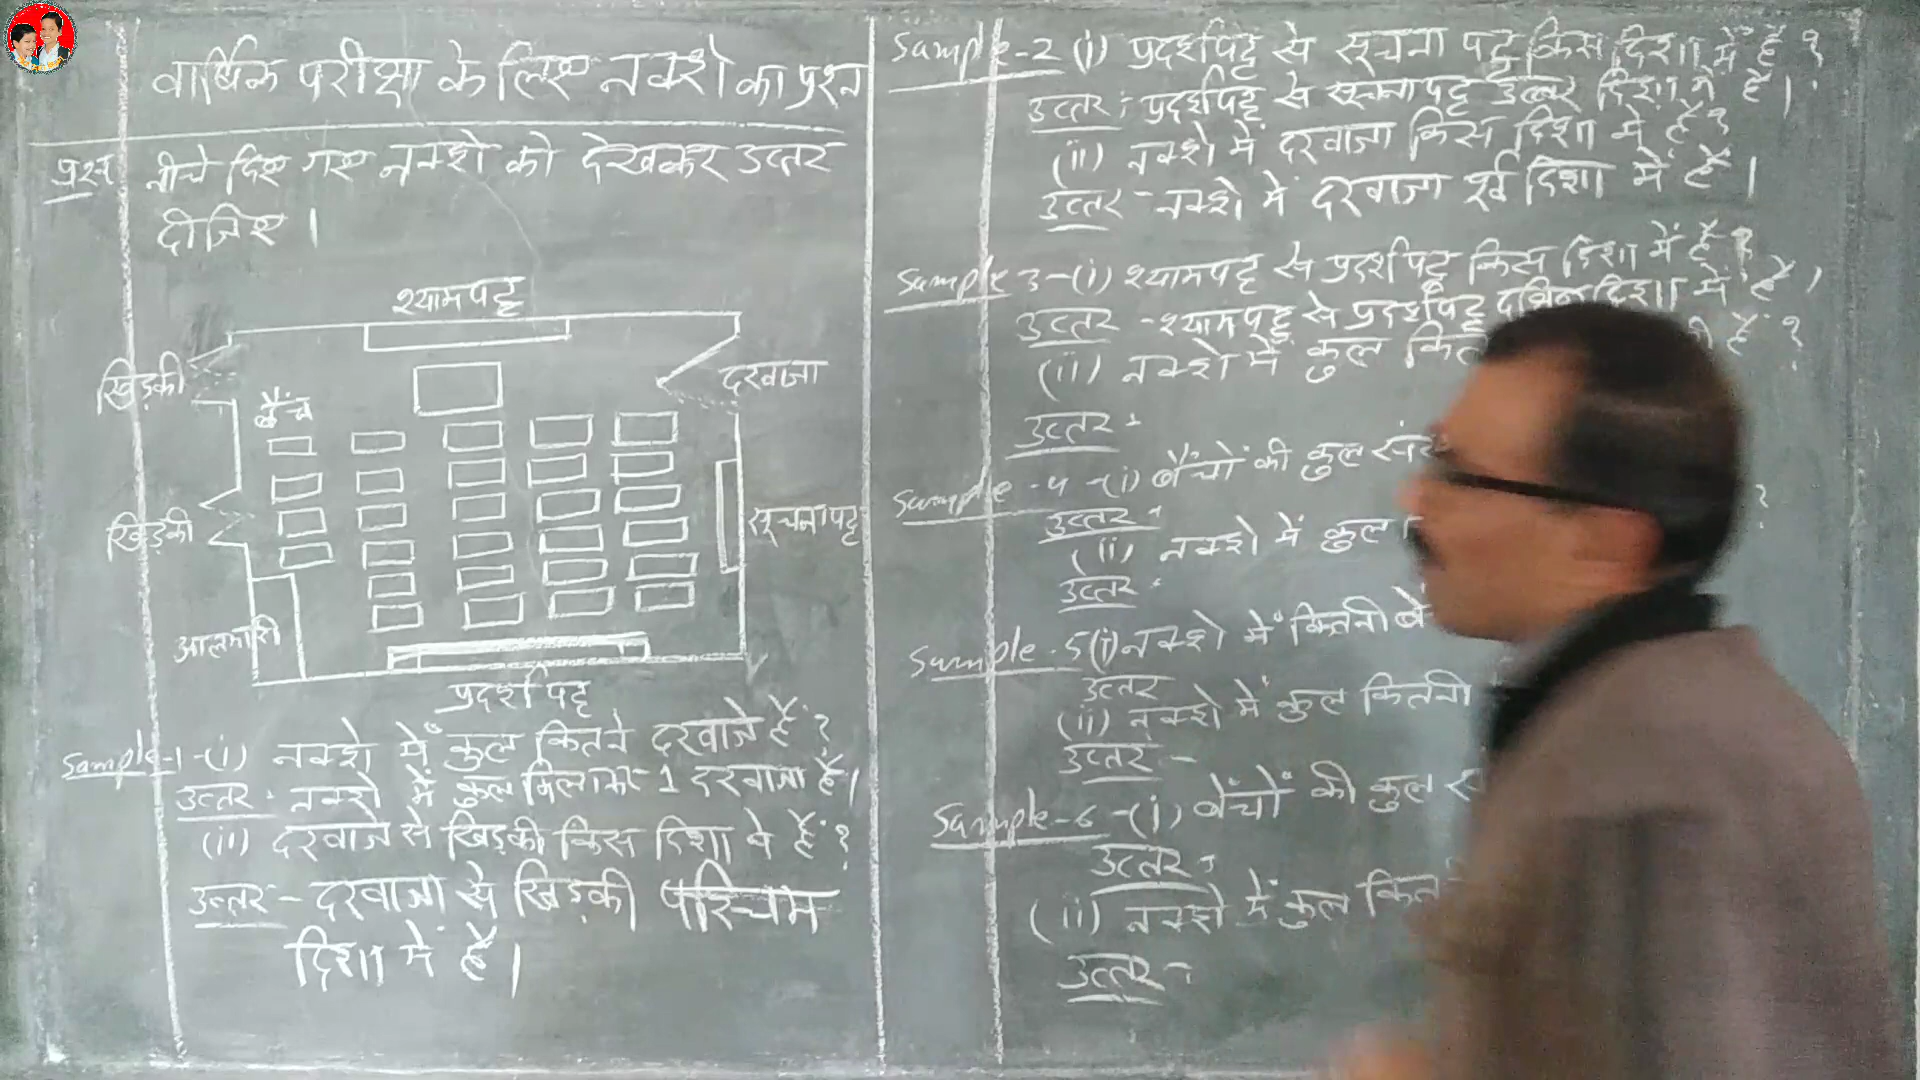 वार्षिक परीक्षा के लिए नक्शे का प्रश्न
प्रश्न नीचे दिए गए नक्शे को देखकर उत्तर
दीजिए ।
श्यामपट्ट
खिड़की
दरवाजा
बैंच
खिड़की
सूचनापट्ट
आलमारी
प्रदर्शपट्ट
Sample-1-(i) नक्शे में कुल कितने दरवाजे हैं ?
उत्तर- नक्शे में कुल मिलाकर 1 दरवाजा है।
(ii) दरवाजे से खिड़की किस दिशा मे हैं ?
उत्तर- दरवाजा से खिड़की पश्चिम
दिशा में हैं।
Sample-2 (i) प्रदर्शपट्ट से सूचना पट्ट किस दिशा में है ?
उत्तर- प्रदर्शपट्ट से सूचनापट्ट उत्तर दिशा में है।
(ii) नक्शे में दरवाजा किस दिशा में है ?
उत्तर- नक्शे में दरवाजा पूर्व दिशा में है।
Sample 3-(i) श्यामपट्ट से प्रदर्शपट्ट किस दिशा में है ?
उत्तर -श्यामपट्ट से प्रदर्शपट्ट दक्षिण दिशा में है ।
(ii) नक्शे में कुल हैं ?
उत्तर-
Sample-4-(i) बैंचों की कुल
उत्तर- ?
(ii) नक्शे में कुल
उत्तर-
Sample-5(i) नक्शे में कितनी
उत्तर
(ii) नक्शे में कुल कितनी
उत्तर-
Sample-6-(i) बेंचों की कुल
उत्तर-
(ii) नक्शे में कुल
उत्तर-